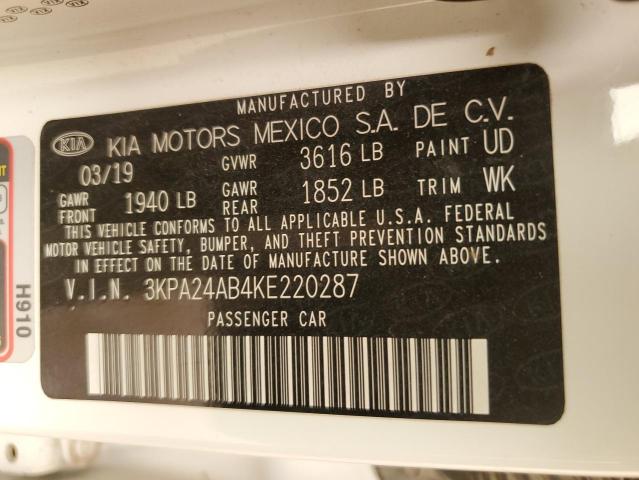 MANUFACTURED BY
KIA KIA MOTORS MEXICO S.A. DE C.V.
03/19 GVWR 3616 LB PAINT UD
GAWR FRONT 1940 LB GAWR REAR 1852 LB TRIM WK
THIS VEHICLE CONFORMS TO ALL APPLICABLE U.S.A. FEDERAL
MOTOR VEHICLE SAFETY, BUMPER, AND THEFT PREVENTION STANDARDS
IN EFFECT ON THE DATE OF MANUFACTURE SHOWN ABOVE.
V.I.N. 3KPA24AB4KE220287
PASSENGER CAR
H910